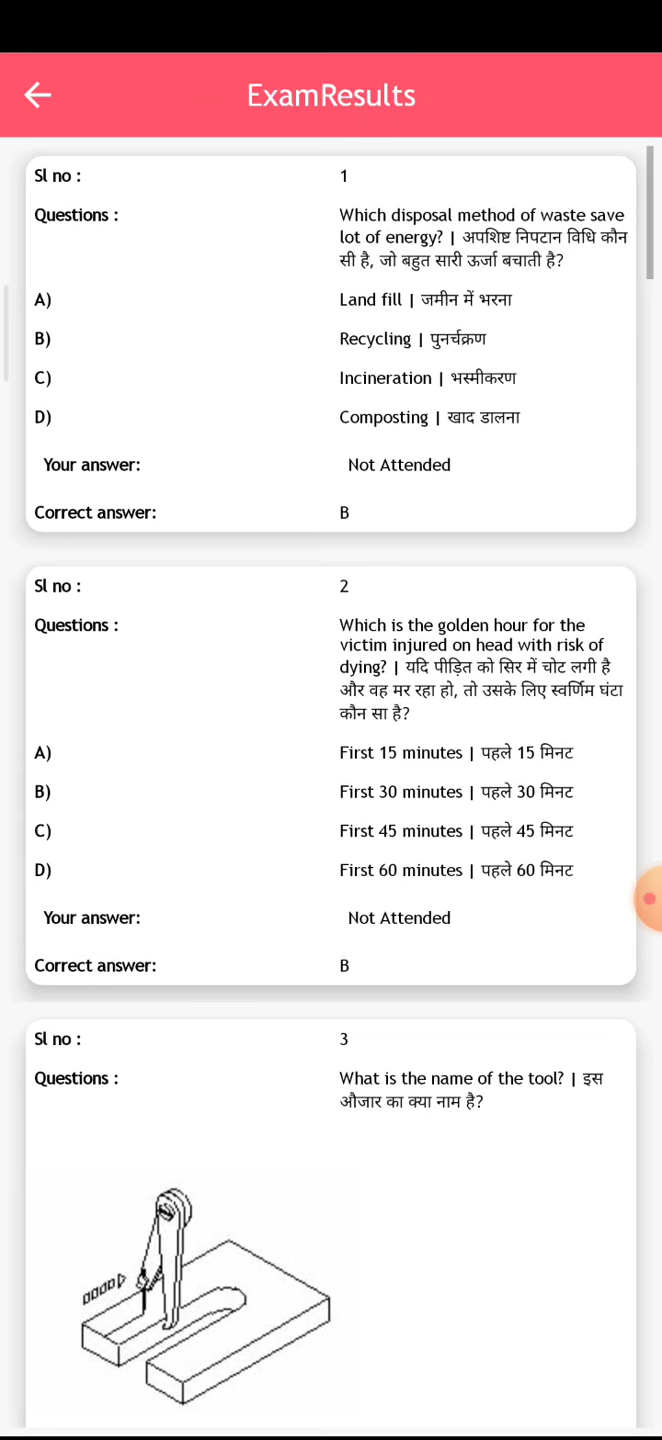 ExamResults
Sl no : 1
Questions : Which disposal method of waste save
lot of energy? | अपशिष्ट निपटान विधि कौन
सी है, जो बहुत सारी ऊर्जा बचाती है?
A) Land fill | जमीन में भरना
B) Recycling | पुनर्चक्रण
C) Incineration | भस्मीकरण
D) Composting | खाद डालना
Your answer: Not Attended
Correct answer: B
Sl no : 2
Questions : Which is the golden hour for the
victim injured on head with risk of
dying? | यदि पीड़ित को सिर में चोट लगी है
और वह मर रहा हो, तो उसके लिए स्वर्णिम घंटा
कौन सा है?
A) First 15 minutes | पहले 15 मिनट
B) First 30 minutes | पहले 30 मिनट
C) First 45 minutes | पहले 45 मिनट
D) First 60 minutes | पहले 60 मिनट
Your answer: Not Attended
Correct answer: B
Sl no : 3
Questions : What is the name of the tool? | इस
औजार का क्या नाम है?